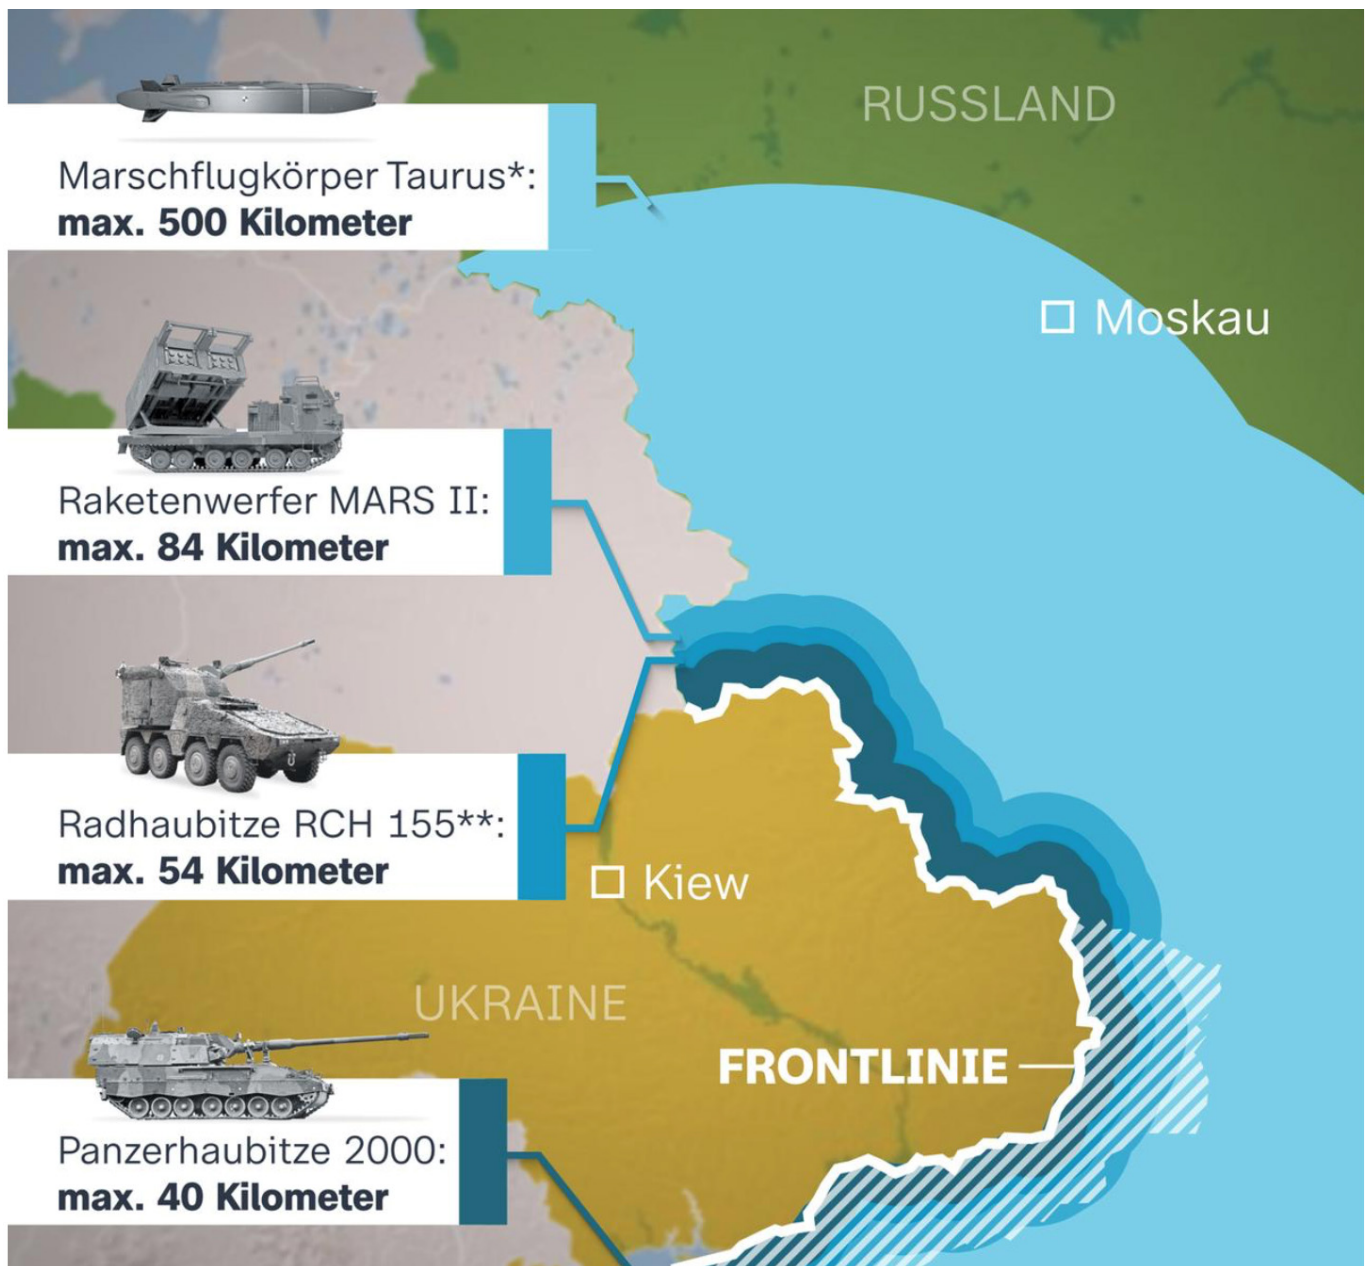 RUSSLAND
Marschflugkörper Taurus*:
max. 500 Kilometer
Moskau
Raketenwerfer MARS II:
max. 84 Kilometer
Radhaubitze RCH 155**:
max. 54 Kilometer
Kiew
UKRAINE
FRONTLINIE
Panzerhaubitze 2000:
max. 40 Kilometer